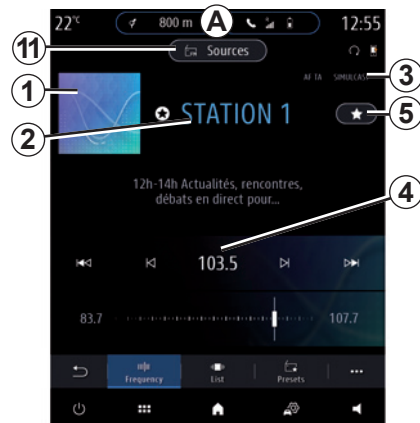 22°C
800 m
A
12:55
11
Sources
1
AF TA SIMULCAST
3
2
STATION 1
5
12h-14h Actualités, rencontres,
débats en direct pour...
4
103.5
83.7
107.7
Frequency
List
Presets